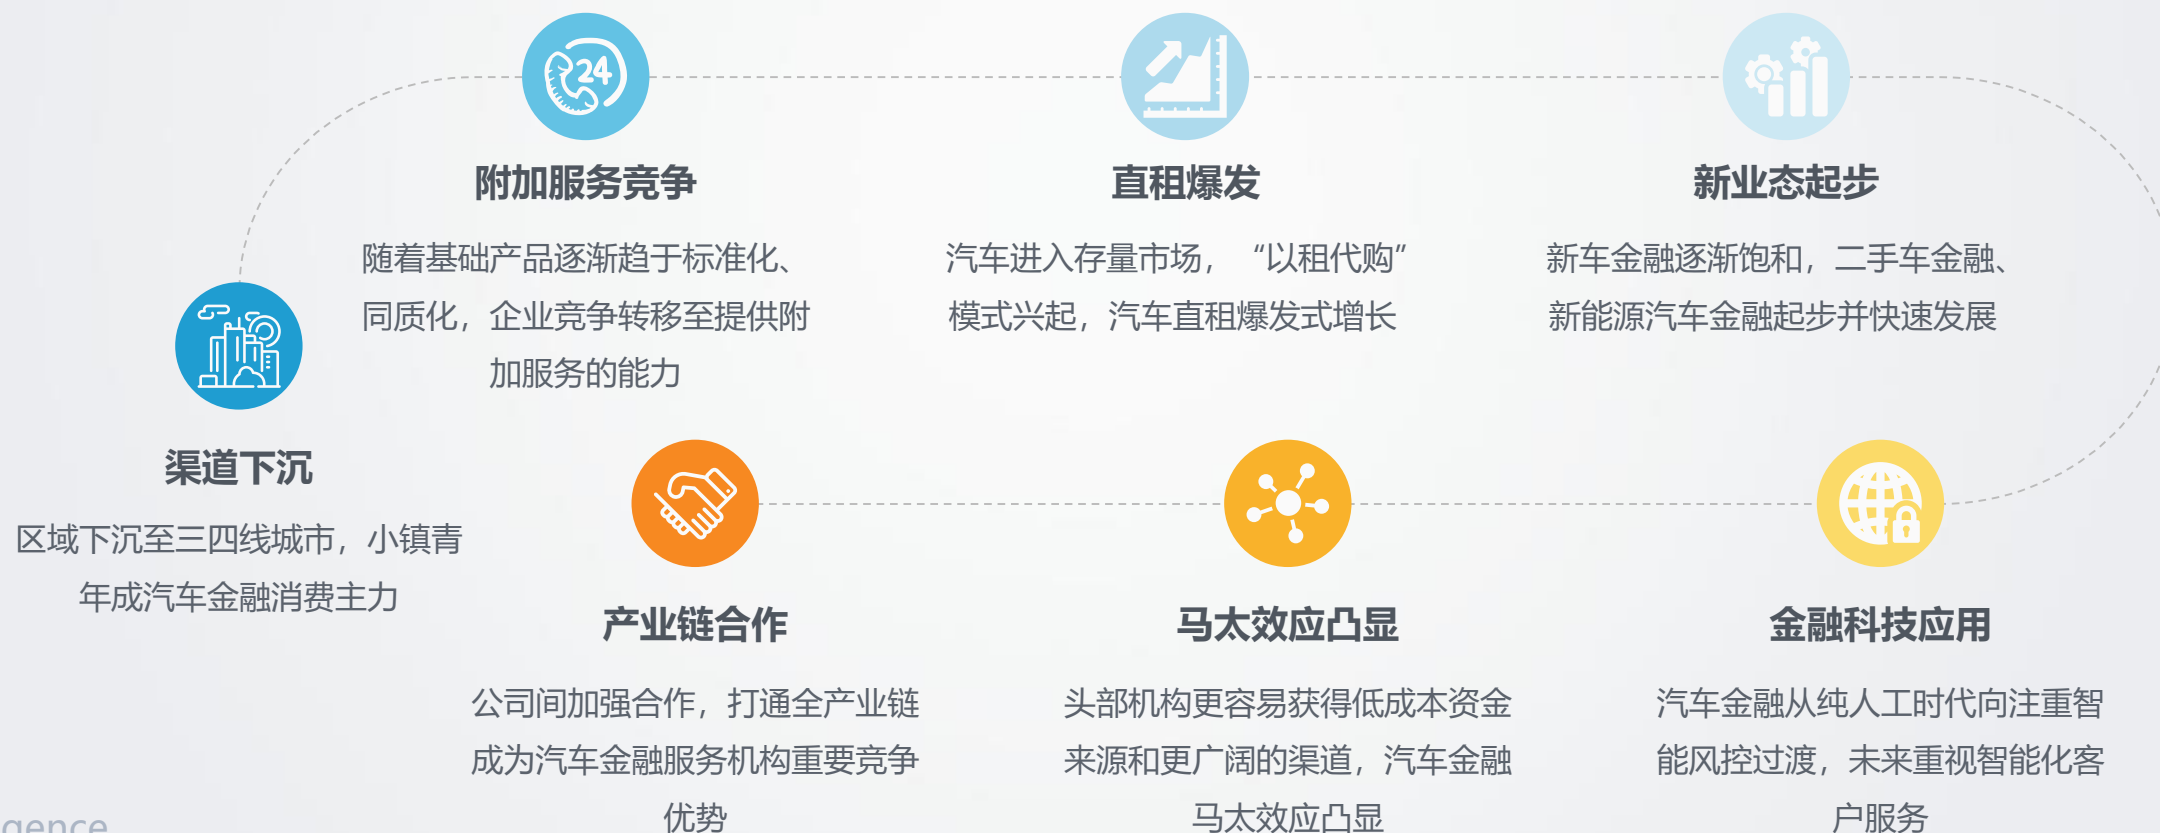 24
附加服务竞争
随着基础产品逐渐趋于标准化、
同质化，企业竞争转移至提供附
加服务的能力
直租爆发
汽车进入存量市场，“以租代购”
模式兴起，汽车直租爆发式增长
新业态起步
新车金融逐渐饱和，二手车金融、
新能源汽车金融起步并快速发展
渠道下沉
区域下沉至三四线城市，小镇青
年成汽车金融消费主力
产业链合作
公司间加强合作，打通全产业链
成为汽车金融服务机构重要竞争
优势
马太效应凸显
头部机构更容易获得低成本资金
来源和更广阔的渠道，汽车金融
马太效应凸显
金融科技应用
汽车金融从纯人工时代向注重智
能风控过渡，未来重视智能化客
户服务
gence